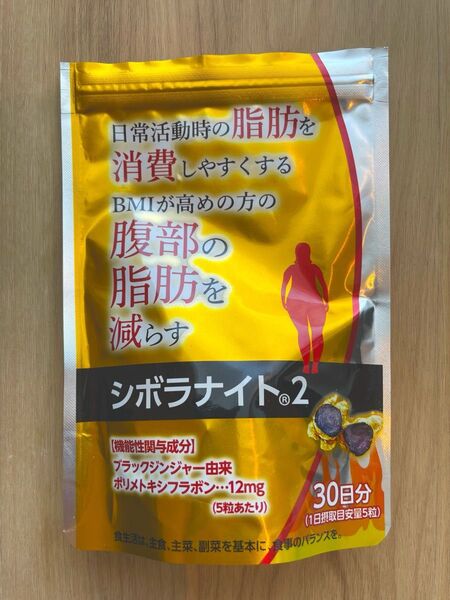 日常活動時の脂肪を
消費しやすくする
BMIが高めの方の
腹部の
脂肪を
減らす
シボラナイト®2
【機能性関与成分】
ブラックジンジャー由来
ポリメトキシフラボン…12mg
(5粒あたり)
30日分
(1日摂取目安量5粒)
食生活は、主食、主菜、副菜を基本に、食事のバランスを。